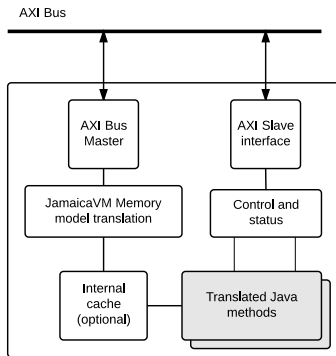 AXI Bus
AXI Bus
Master
AXI Slave
interface
JamaicaVM Memory
model translation
Control and
status
Internal
cache
(optional)
Translated Java
methods